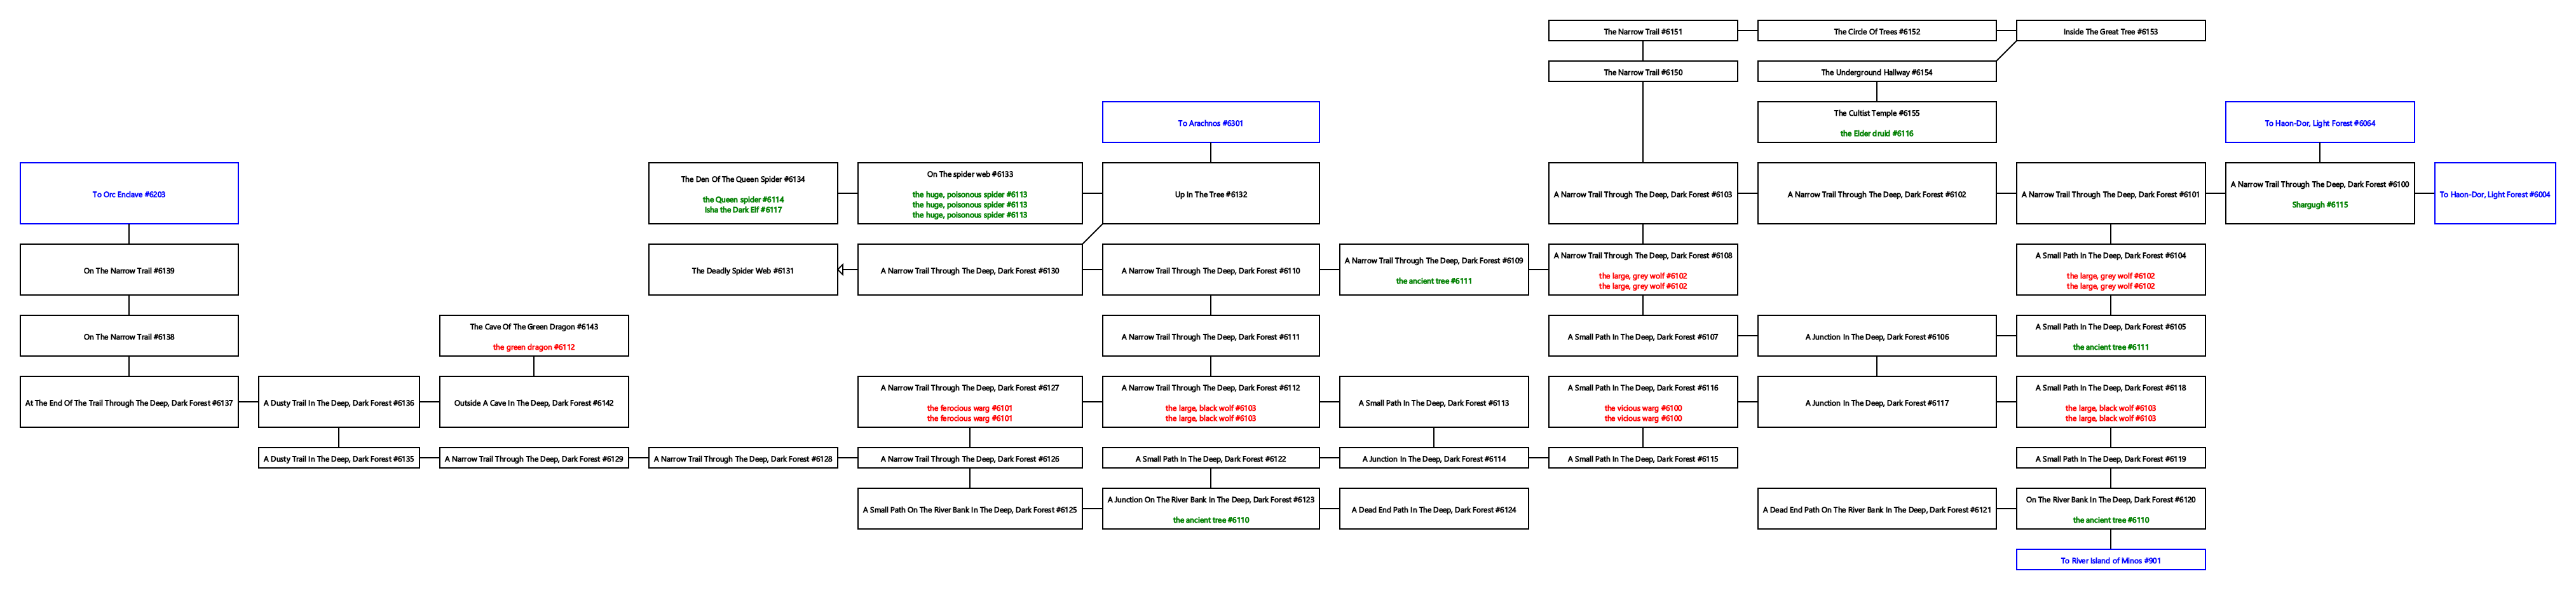 The Narrow Trail #6151
The Circle Of Trees #6152
Inside The Great Tree #6153
The Narrow Trail #6150
The Underground Hallway #6154
To Arachnos #6301
The Cultist Temple #6155
the Elder druid #6116
To Haon-Dor, Light Forest #6064
To Orc Enclave #6203
The Den Of The Queen Spider #6134
the Queen spider #6114
Isha the Dark Elf #6117
On The spider web #6133
the huge, poisonous spider #6113
the huge, poisonous spider #6113
the huge, poisonous spider #6113
Up In The Tree #6132
A Narrow Trail Through The Deep, Dark Forest #6103
A Narrow Trail Through The Deep, Dark Forest #6102
A Narrow Trail Through The Deep, Dark Forest #6101
A Narrow Trail Through The Deep, Dark Forest #6100
Shargugh #6115
To Haon-Dor, Light Forest #6004
On The Narrow Trail #6139
The Deadly Spider Web #6131
A Narrow Trail Through The Deep, Dark Forest #6130
A Narrow Trail Through The Deep, Dark Forest #6110
A Narrow Trail Through The Deep, Dark Forest #6109
the ancient tree #6111
A Narrow Trail Through The Deep, Dark Forest #6108
the large, grey wolf #6102
the large, grey wolf #6102
A Small Path In The Deep, Dark Forest #6104
the large, grey wolf #6102
the large, grey wolf #6102
On The Narrow Trail #6138
The Cave Of The Green Dragon #6143
the green dragon #6112
A Narrow Trail Through The Deep, Dark Forest #6111
A Small Path In The Deep, Dark Forest #6107
A Junction In The Deep, Dark Forest #6106
A Small Path In The Deep, Dark Forest #6105
the ancient tree #6111
At The End Of The Trail Through The Deep, Dark Forest #6137
A Dusty Trail In The Deep, Dark Forest #6136
Outside A Cave In The Deep, Dark Forest #6142
A Narrow Trail Through The Deep, Dark Forest #6127
the ferocious warg #6101
the ferocious warg #6101
A Narrow Trail Through The Deep, Dark Forest #6112
the large, black wolf #6103
the large, black wolf #6103
A Small Path In The Deep, Dark Forest #6113
A Small Path In The Deep, Dark Forest #6116
the vicious warg #6100
the vicious warg #6100
A Junction In The Deep, Dark Forest #6117
A Small Path In The Deep, Dark Forest #6118
the large, black wolf #6103
the large, black wolf #6103
A Dusty Trail In The Deep, Dark Forest #6135
A Narrow Trail Through The Deep, Dark Forest #6129
A Narrow Trail Through The Deep, Dark Forest #6128
A Narrow Trail Through The Deep, Dark Forest #6126
A Small Path In The Deep, Dark Forest #6122
A Junction In The Deep, Dark Forest #6114
A Small Path In The Deep, Dark Forest #6115
A Small Path In The Deep, Dark Forest #6119
A Small Path On The River Bank In The Deep, Dark Forest #6125
A Junction On The River Bank In The Deep, Dark Forest #6123
the ancient tree #6110
A Dead End Path In The Deep, Dark Forest #6124
A Dead End Path On The River Bank In The Deep, Dark Forest #6121
On The River Bank In The Deep, Dark Forest #6120
the ancient tree #6110
To River Island of Minos #901